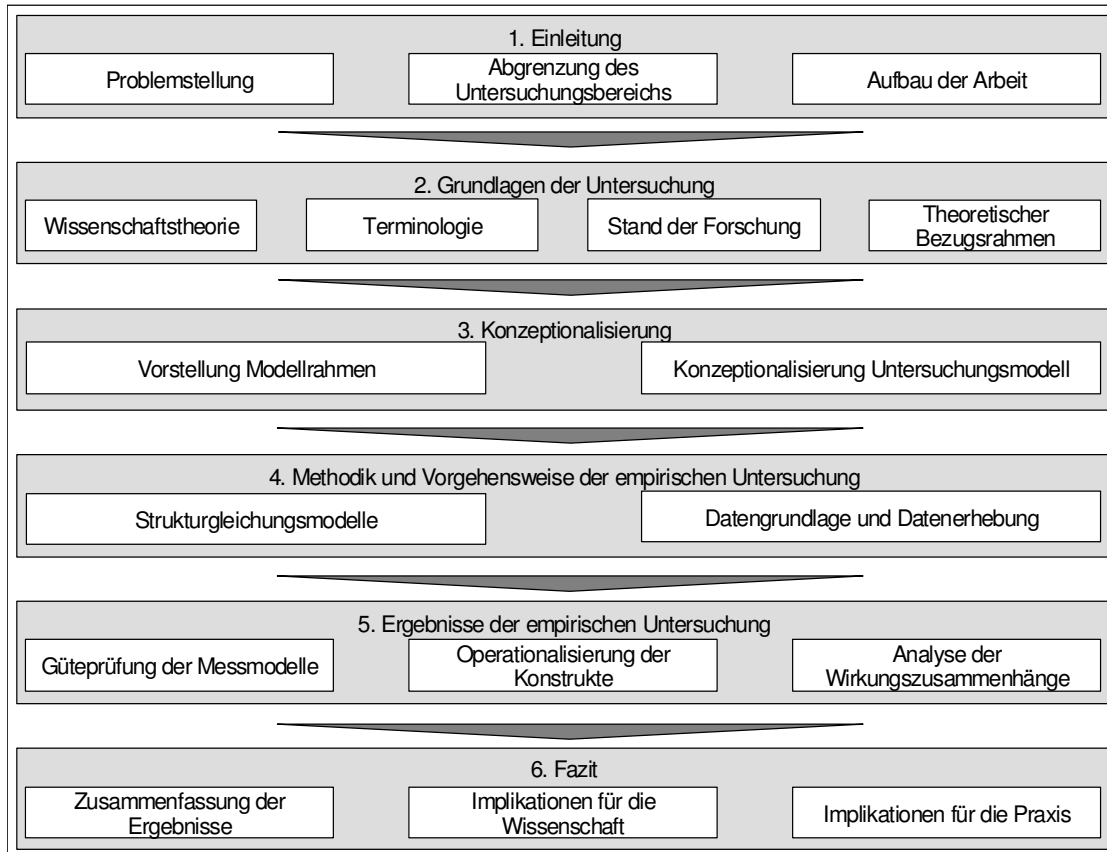 1. Einleitung
Problemstellung
Abgrenzung des
Untersuchungsbereichs
Aufbau der Arbeit
2. Grundlagen der Untersuchung
Wissenschaftstheorie
Terminologie
Stand der Forschung
Theoretischer
Bezugsrahmen
3. Konzeptionalisierung
Vorstellung Modellrahmen
Konzeptionalisierung Untersuchungsmodell
4. Methodik und Vorgehensweise der empirischen Untersuchung
Strukturgleichungsmodelle
Datengrundlage und Datenerhebung
5. Ergebnisse der empirischen Untersuchung
Güteprüfung der Messmodelle
Operationalisierung der
Konstrukte
Analyse der
Wirkungszusammenhänge
6. Fazit
Zusammenfassung der
Ergebnisse
Implikationen für die
Wissenschaft
Implikationen für die Praxis